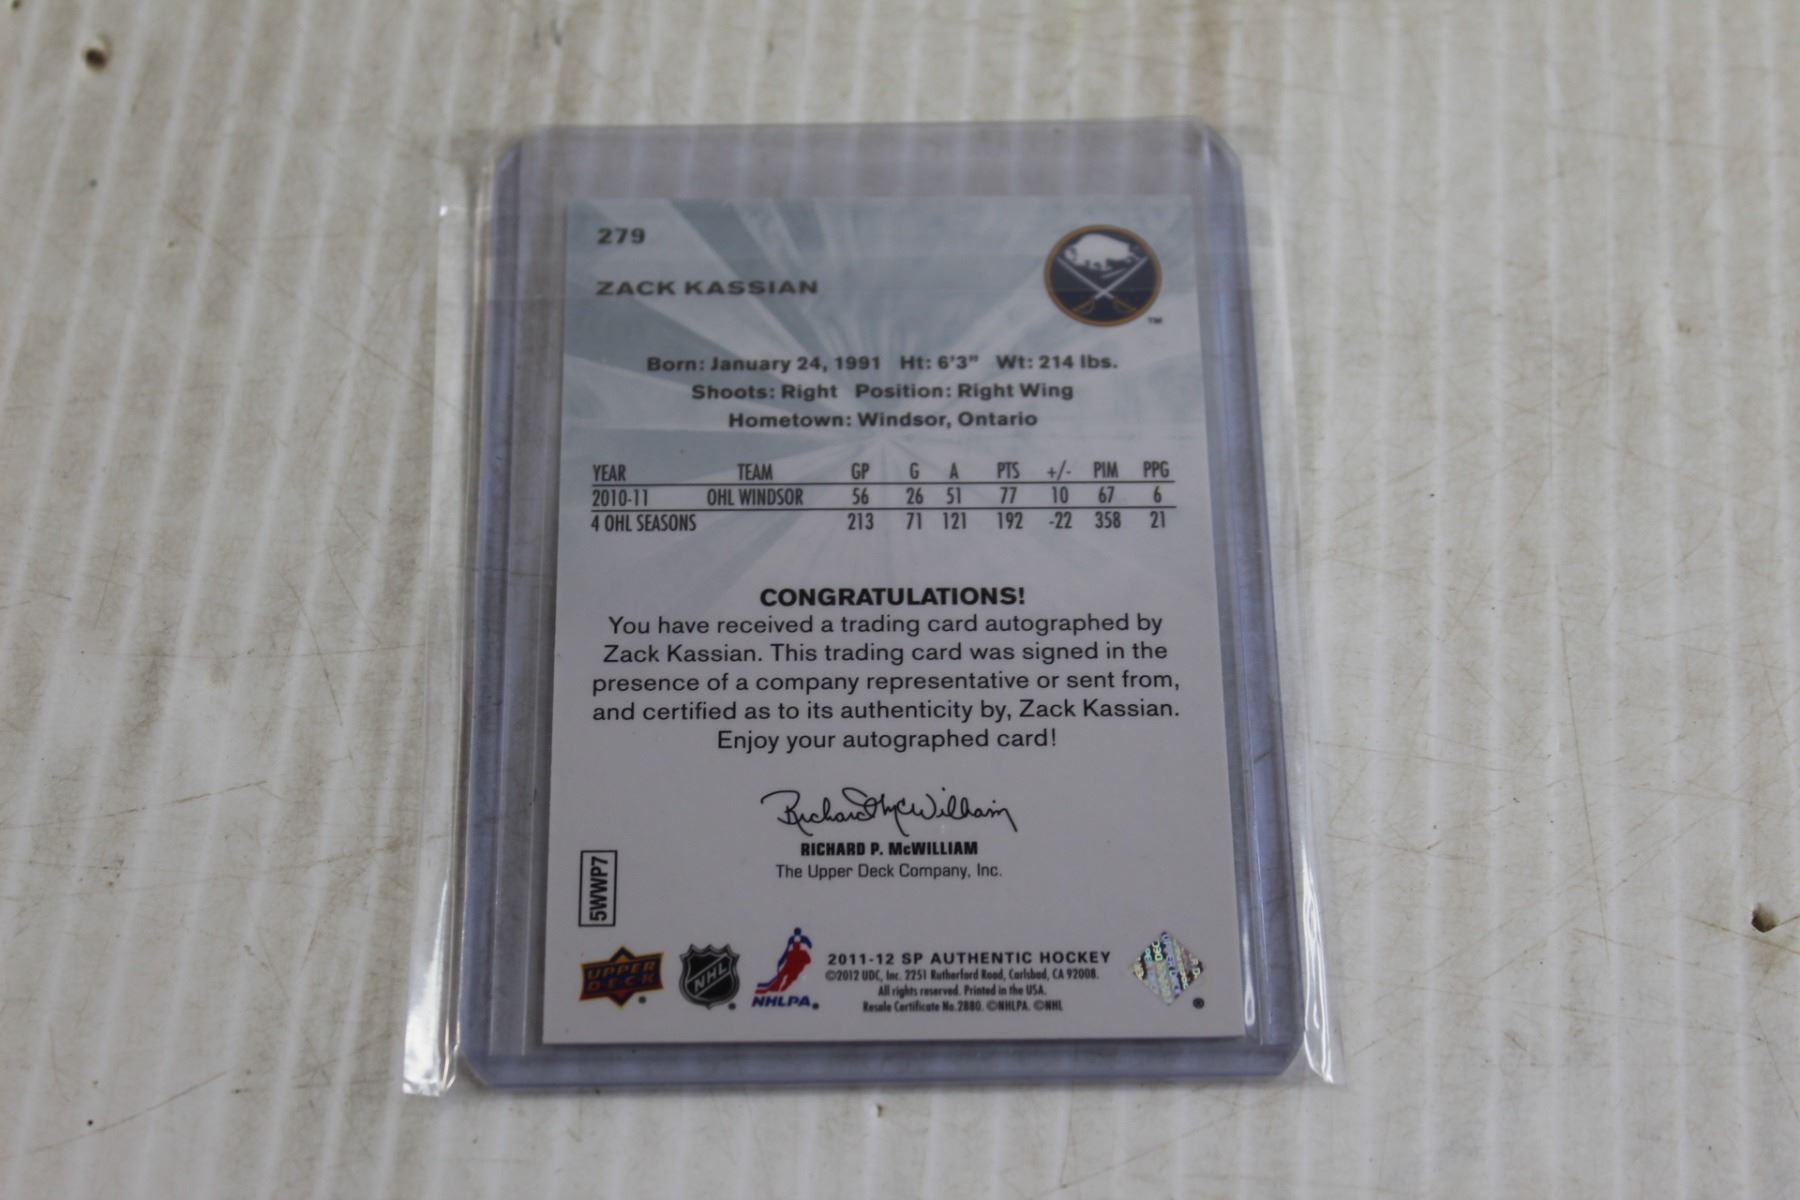 279
ZACK KASSIAN
TM
Born: January 24, 1991 Ht: 6'3" Wt: 214 lbs.
Shoots: Right Position: Right Wing
Hometown: Windsor, Ontario
YEAR TEAM GP G A PTS +/- PIM PPG
2010-11 OHL WINDSOR 56 26 51 77 10 67 6
4 OHL SEASONS 213 71 121 192 -22 358 21
CONGRATULATIONS!
You have received a trading card autographed by
Zack Kassian. This trading card was signed in the
presence of a company representative or sent from,
and certified as to its authenticity by, Zack Kassian.
Enjoy your autographed card!
Richard McWilliam
RICHARD P. McWILLIAM
The Upper Deck Company, Inc.
5WWP7
UPPER
DECK
®
NHL
®
NHLPA®
2011-12 SP AUTHENTIC HOCKEY
©2012 UDC, Inc. 2251 Rutherford Road, Carlsbad, CA 92008.
All rights reserved. Printed in the USA.
Resale Certificate No.2880. ©NHLPA. ©NHL
®